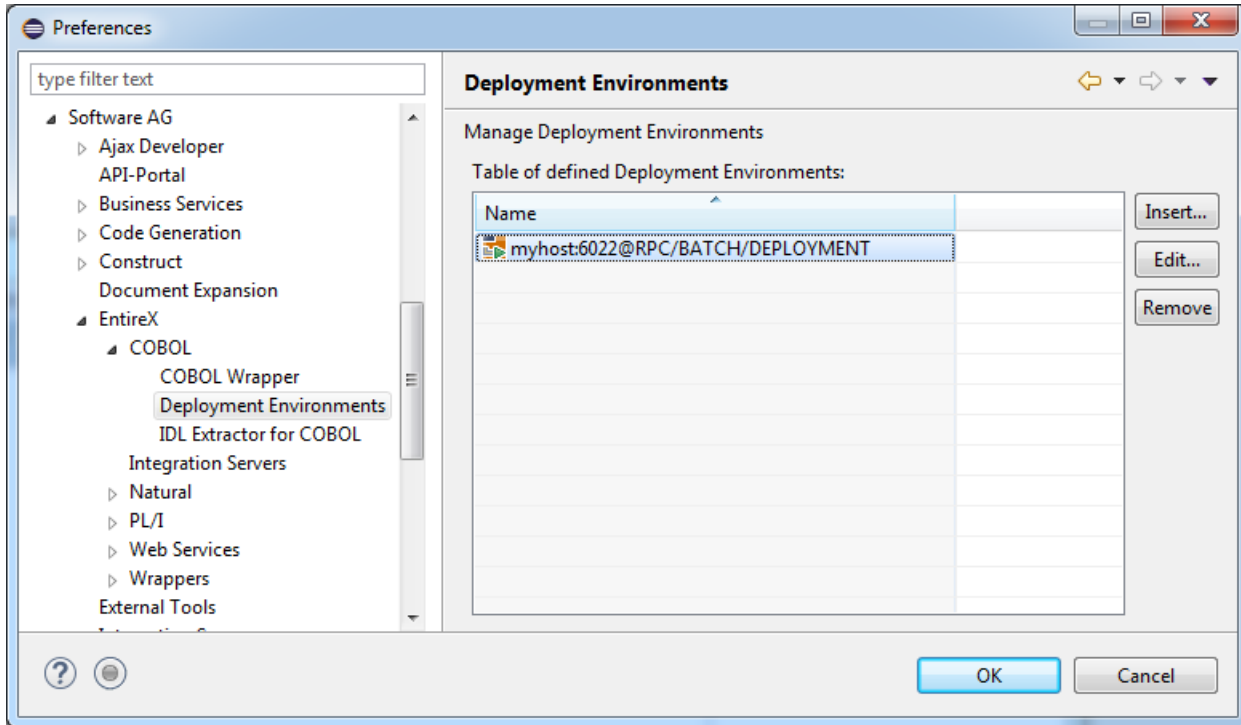 Preferences
type filter text
Software AG
Ajax Developer
API-Portal
Business Services
Code Generation
Construct
Document Expansion
EntireX
COBOL
COBOL Wrapper
Deployment Environments
IDL Extractor for COBOL
Integration Servers
Natural
PL/I
Web Services
Wrappers
External Tools
Deployment Environments
Manage Deployment Environments
Table of defined Deployment Environments:
Name
myhost:6022@RPC/BATCH/DEPLOYMENT
Insert...
Edit...
Remove
OK
Cancel